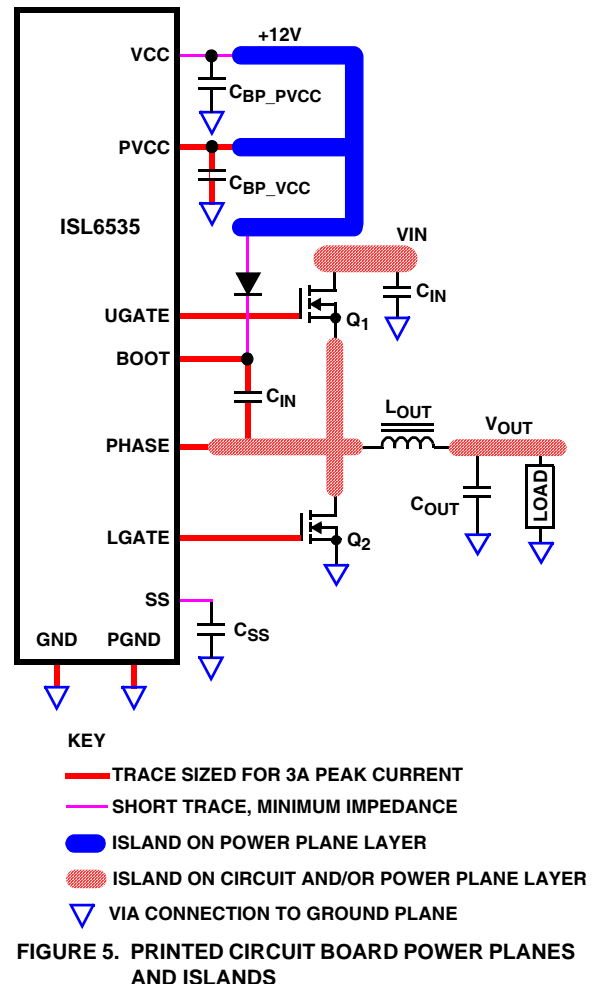 +12V
VCC
CBP_PVCC
PVCC
CBP_VCC
ISL6535
VIN
CIN
UGATE
Q1
BOOT
CIN
LOUT
VOUT
PHASE
COUT
LOAD
LGATE
Q2
SS
CSS
GND PGND
KEY
TRACE SIZED FOR 3A PEAK CURRENT
SHORT TRACE, MINIMUM IMPEDANCE
ISLAND ON POWER PLANE LAYER
ISLAND ON CIRCUIT AND/OR POWER PLANE LAYER
VIA CONNECTION TO GROUND PLANE
FIGURE 5. PRINTED CIRCUIT BOARD POWER PLANES
AND ISLANDS